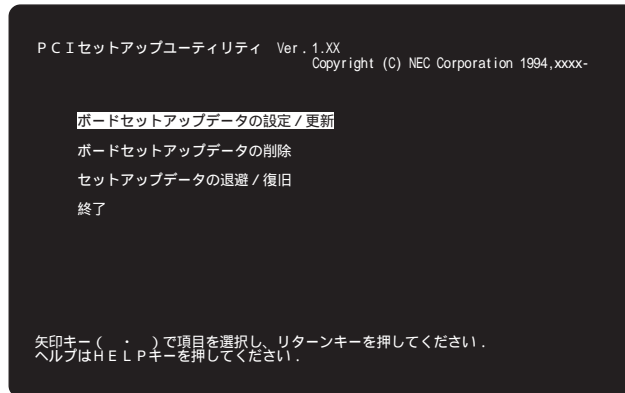 ＰＣＩセットアップユーティリティ Ver．1.XX
Copyright (C) NEC Corporation 1994,xxxx-
ボードセットアップデータの設定／更新
ボードセットアップデータの削除
セットアップデータの退避／復旧
終了
矢印キー（　・　）で項目を選択し、リターンキーを押してください．
ヘルプはＨＥＬＰキーを押してください．